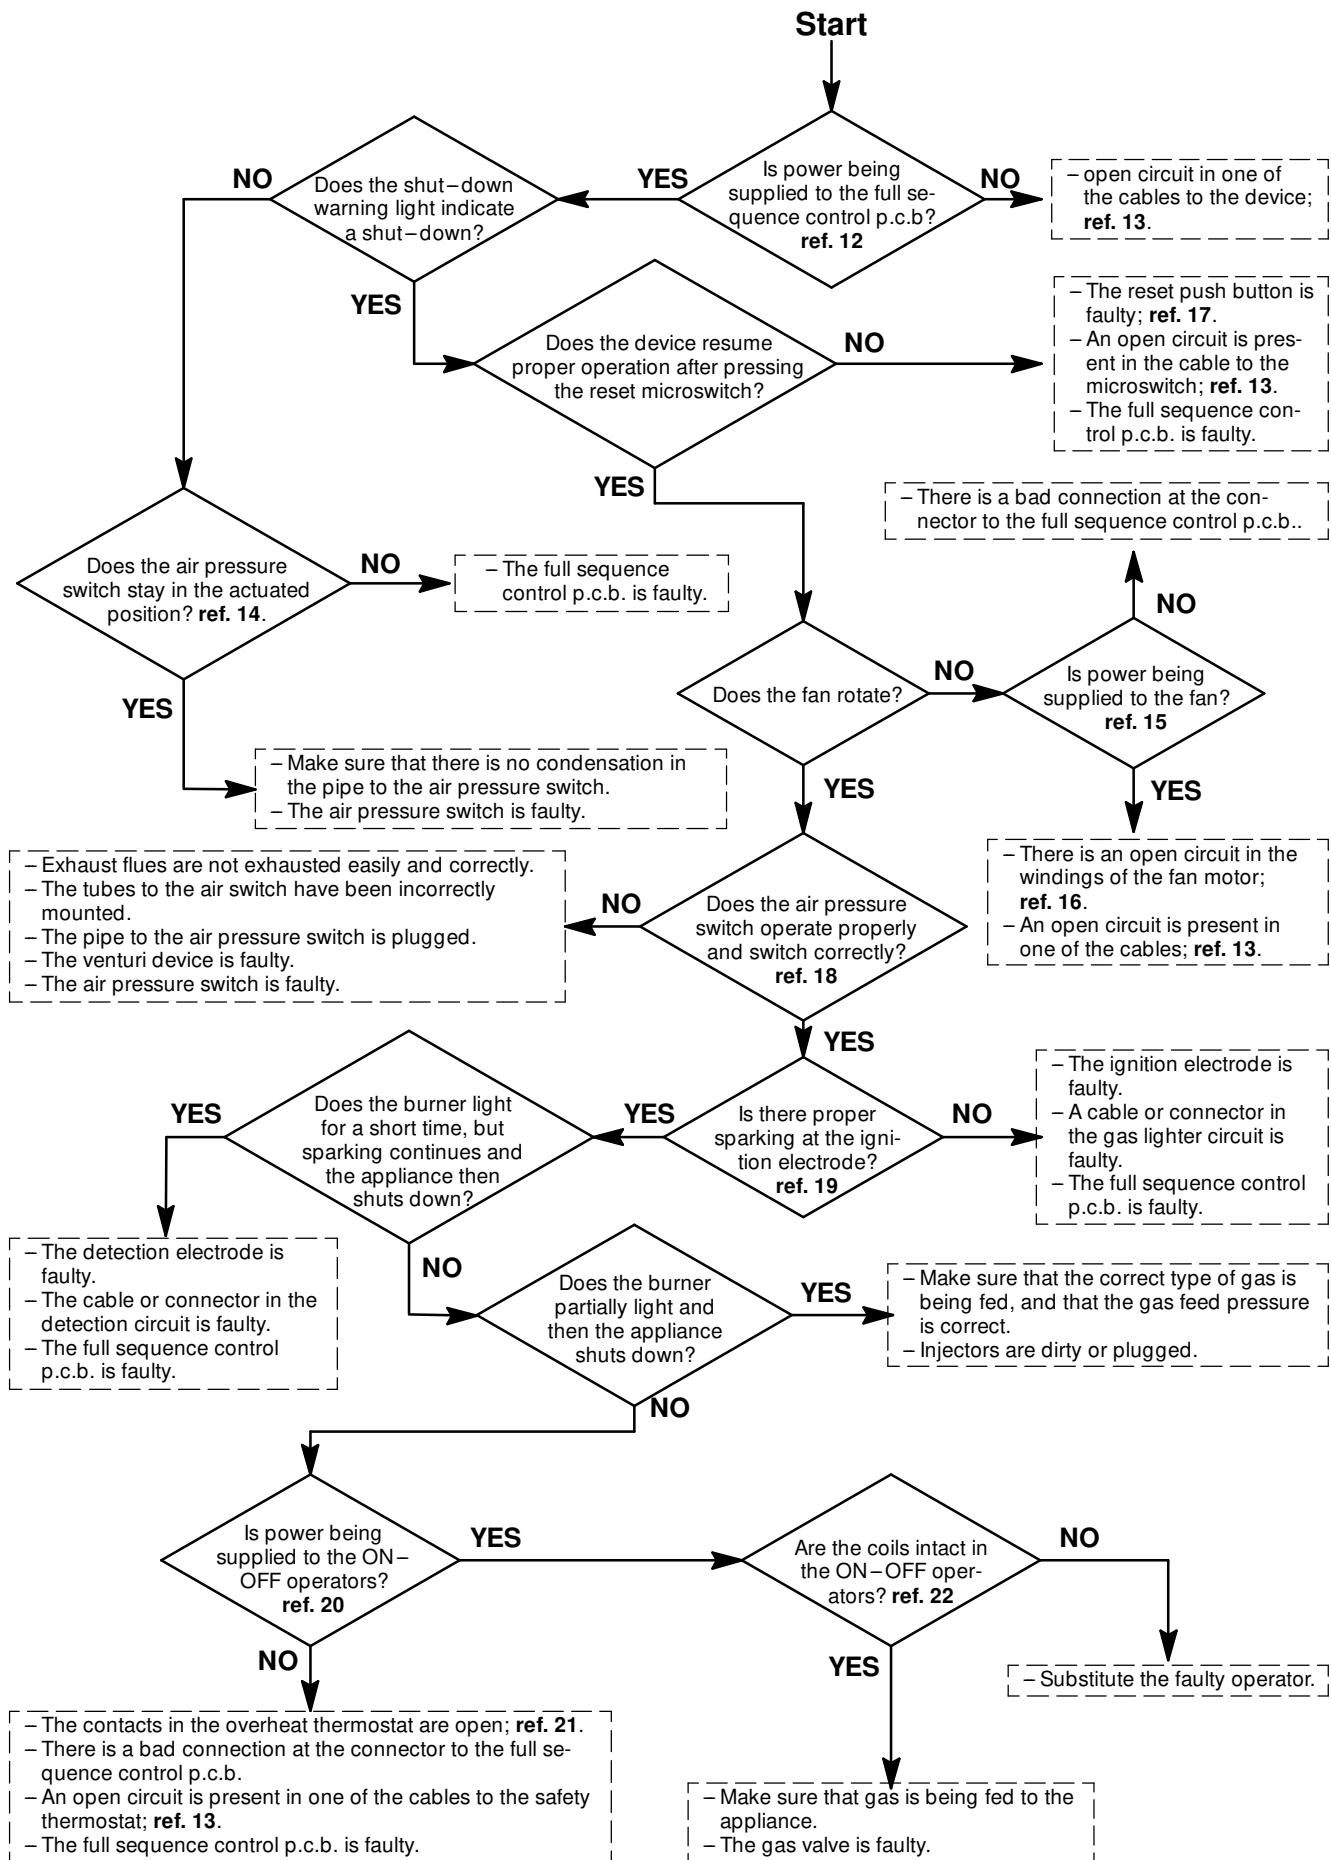 Start
Is power being
supplied to the full se-
quence control p.c.b?
ref. 12
YES
NO
– open circuit in one of
the cables to the device;
ref. 13.
Does the shut–down
warning light indicate
a shut–down?
NO
YES
Does the device resume
proper operation after pressing
the reset microswitch?
NO
– The reset push button is
faulty; ref. 17.
– An open circuit is pres-
ent in the cable to the
microswitch; ref. 13.
– The full sequence con-
trol p.c.b. is faulty.
YES
– There is a bad connection at the con-
nector to the full sequence control p.c.b..
Does the air pressure
switch stay in the actuated
position? ref. 14.
NO
– The full sequence
control p.c.b. is faulty.
YES
– Make sure that there is no condensation in
the pipe to the air pressure switch.
– The air pressure switch is faulty.
Does the fan rotate?
NO
Is power being
supplied to the fan?
ref. 15
NO
YES
YES
– There is an open circuit in the
windings of the fan motor;
ref. 16.
– An open circuit is present in
one of the cables; ref. 13.
Does the air pressure
switch operate properly
and switch correctly?
ref. 18
NO
– Exhaust flues are not exhausted easily and correctly.
– The tubes to the air switch have been incorrectly
mounted.
– The pipe to the air pressure switch is plugged.
– The venturi device is faulty.
– The air pressure switch is faulty.
YES
Is there proper
sparking at the igni-
tion electrode?
ref. 19
NO
– The ignition electrode is
faulty.
– A cable or connector in
the gas lighter circuit is
faulty.
– The full sequence control
p.c.b. is faulty.
YES
Does the burner light
for a short time, but
sparking continues and
the appliance then
shuts down?
YES
– The detection electrode is
faulty.
– The cable or connector in the
detection circuit is faulty.
– The full sequence control
p.c.b. is faulty.
NO
Does the burner
partially light and
then the appliance
shuts down?
YES
– Make sure that the correct type of gas is
being fed, and that the gas feed pressure
is correct.
– Injectors are dirty or plugged.
NO
Is power being
supplied to the ON–
OFF operators?
ref. 20
YES
Are the coils intact in
the ON–OFF oper-
ators? ref. 22
NO
– Substitute the faulty operator.
NO
YES
– The contacts in the overheat thermostat are open; ref. 21.
– There is a bad connection at the connector to the full se-
quence control p.c.b.
– An open circuit is present in one of the cables to the safety
thermostat; ref. 13.
– The full sequence control p.c.b. is faulty.
– Make sure that gas is being fed to the
appliance.
– The gas valve is faulty.